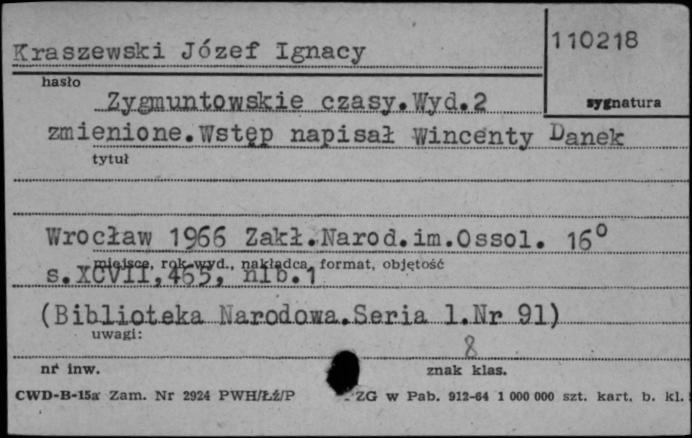 Kraszewski Józef Ignacy
110218
hasło
sygnatura
Zygmuntowskie czasy.Wyd.2
zmienione.Wstęp napisał Wincenty Danek
tytuł
Wrocław 1966 Zakł.Narod.im.Ossol. 16°
miejsce, rok wyd., nakładca, format, objętość
s.XCVII,465, nlb.1
(Biblioteka Narodowa.Seria 1.Nr 91)
uwagi:
8
nr inw.
znak klas.
CWD-B-15a Zam. Nr 2924 PWH/Łź/P
ZG w Pab. 912-64 1 000 000 szt. kart. b. kl.